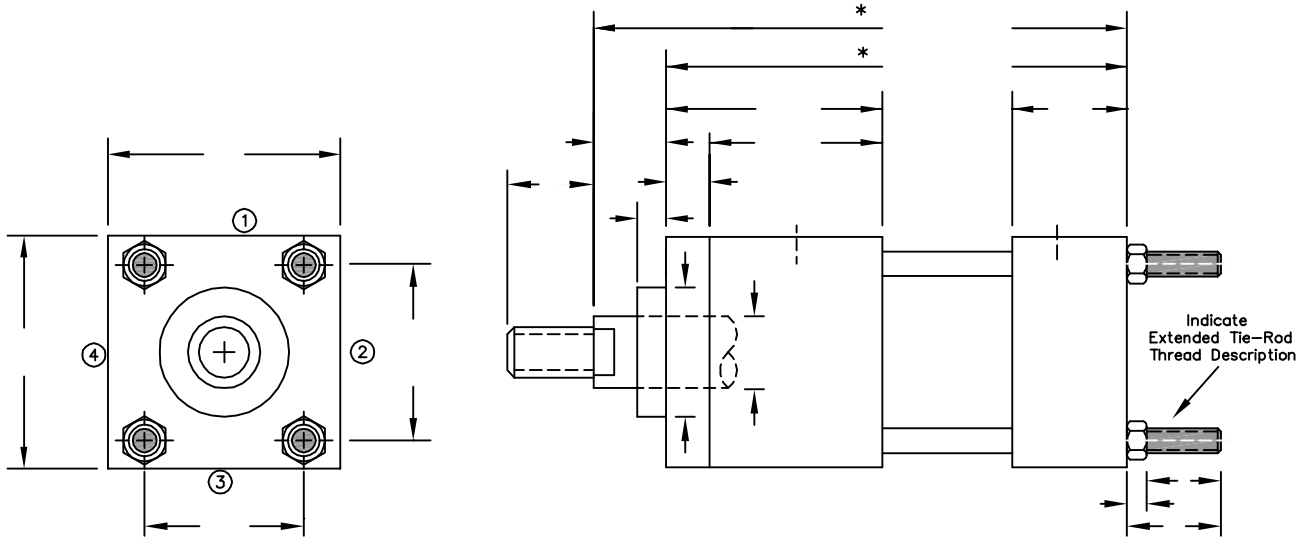 *
*
①
④
②
③
Indicate
Extended Tie-Rod
Thread Description